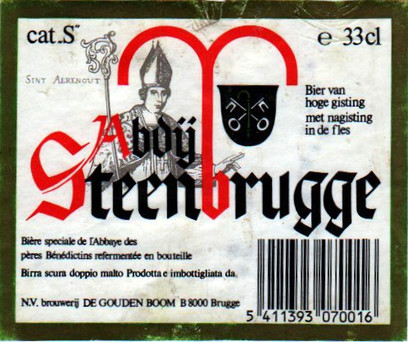 cat.S"
e 33cl
SINT AERENOUT
Bier van
hoge gisting
met nagisting
in de fles
Abdÿ
Steenbrugge
Bière speciale de l'Abbaye des
pères Bénédictins refermentée en bouteille
Birra scura doppio malto Prodotta e imbottigliata da
N.V. brouwerij DE GOUDEN BOOM B 8000 Brugge
5 411393 070016